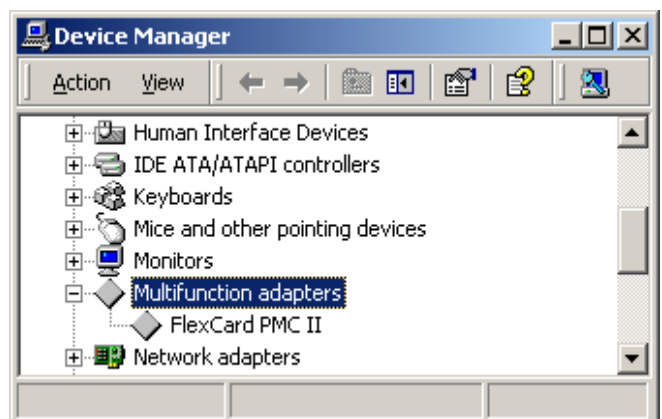 Device Manager
Action View
Human Interface Devices
IDE ATA/ATAPI controllers
Keyboards
Mice and other pointing devices
Monitors
Multifunction adapters
FlexCard PMC II
Network adapters